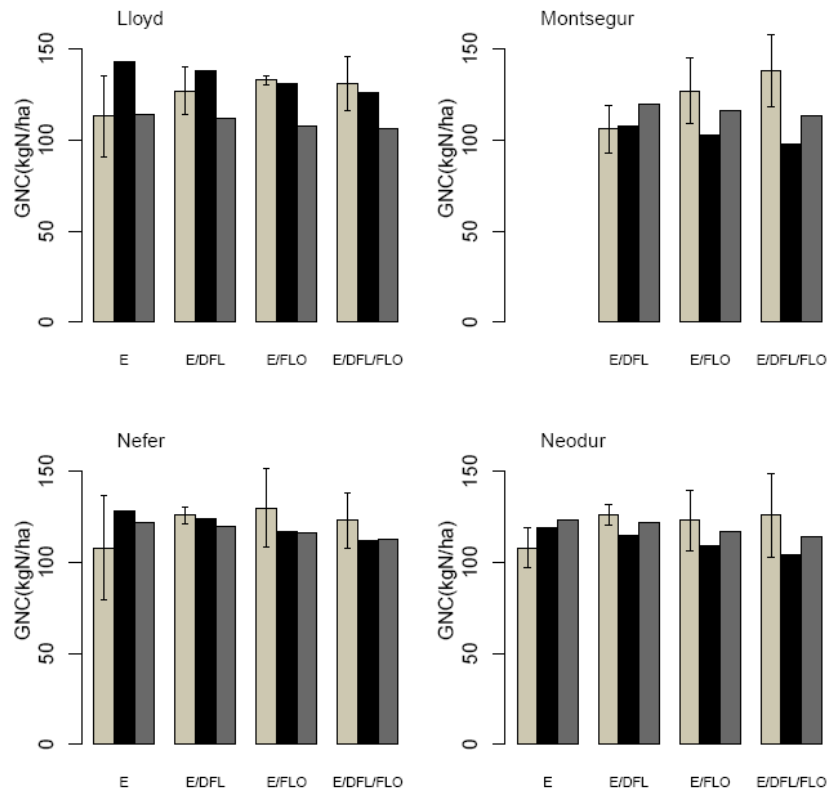 Lloyd
GNC(kgN/ha)
0 50 100 150
E E/DFL E/FLO E/DFL/FLO
Montsegur
GNC(kgN/ha)
0 50 100 150
E/DFL E/FLO E/DFL/FLO
Nefer
GNC(kgN/ha)
0 50 100 150
E E/DFL E/FLO E/DFL/FLO
Neodur
GNC(kgN/ha)
0 50 100 150
E E/DFL E/FLO E/DFL/FLO